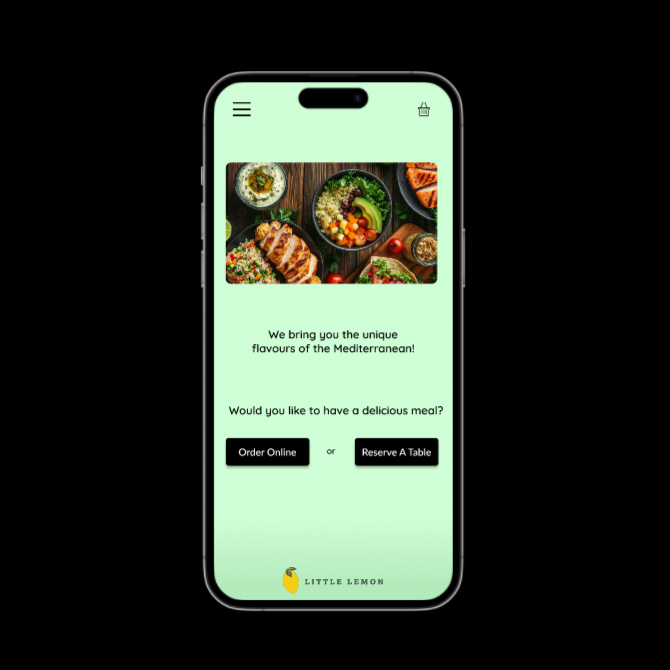 We bring you the unique
flavours of the Mediterranean!
Would you like to have a delicious meal?
Order Online or Reserve A Table
LITTLE LEMON